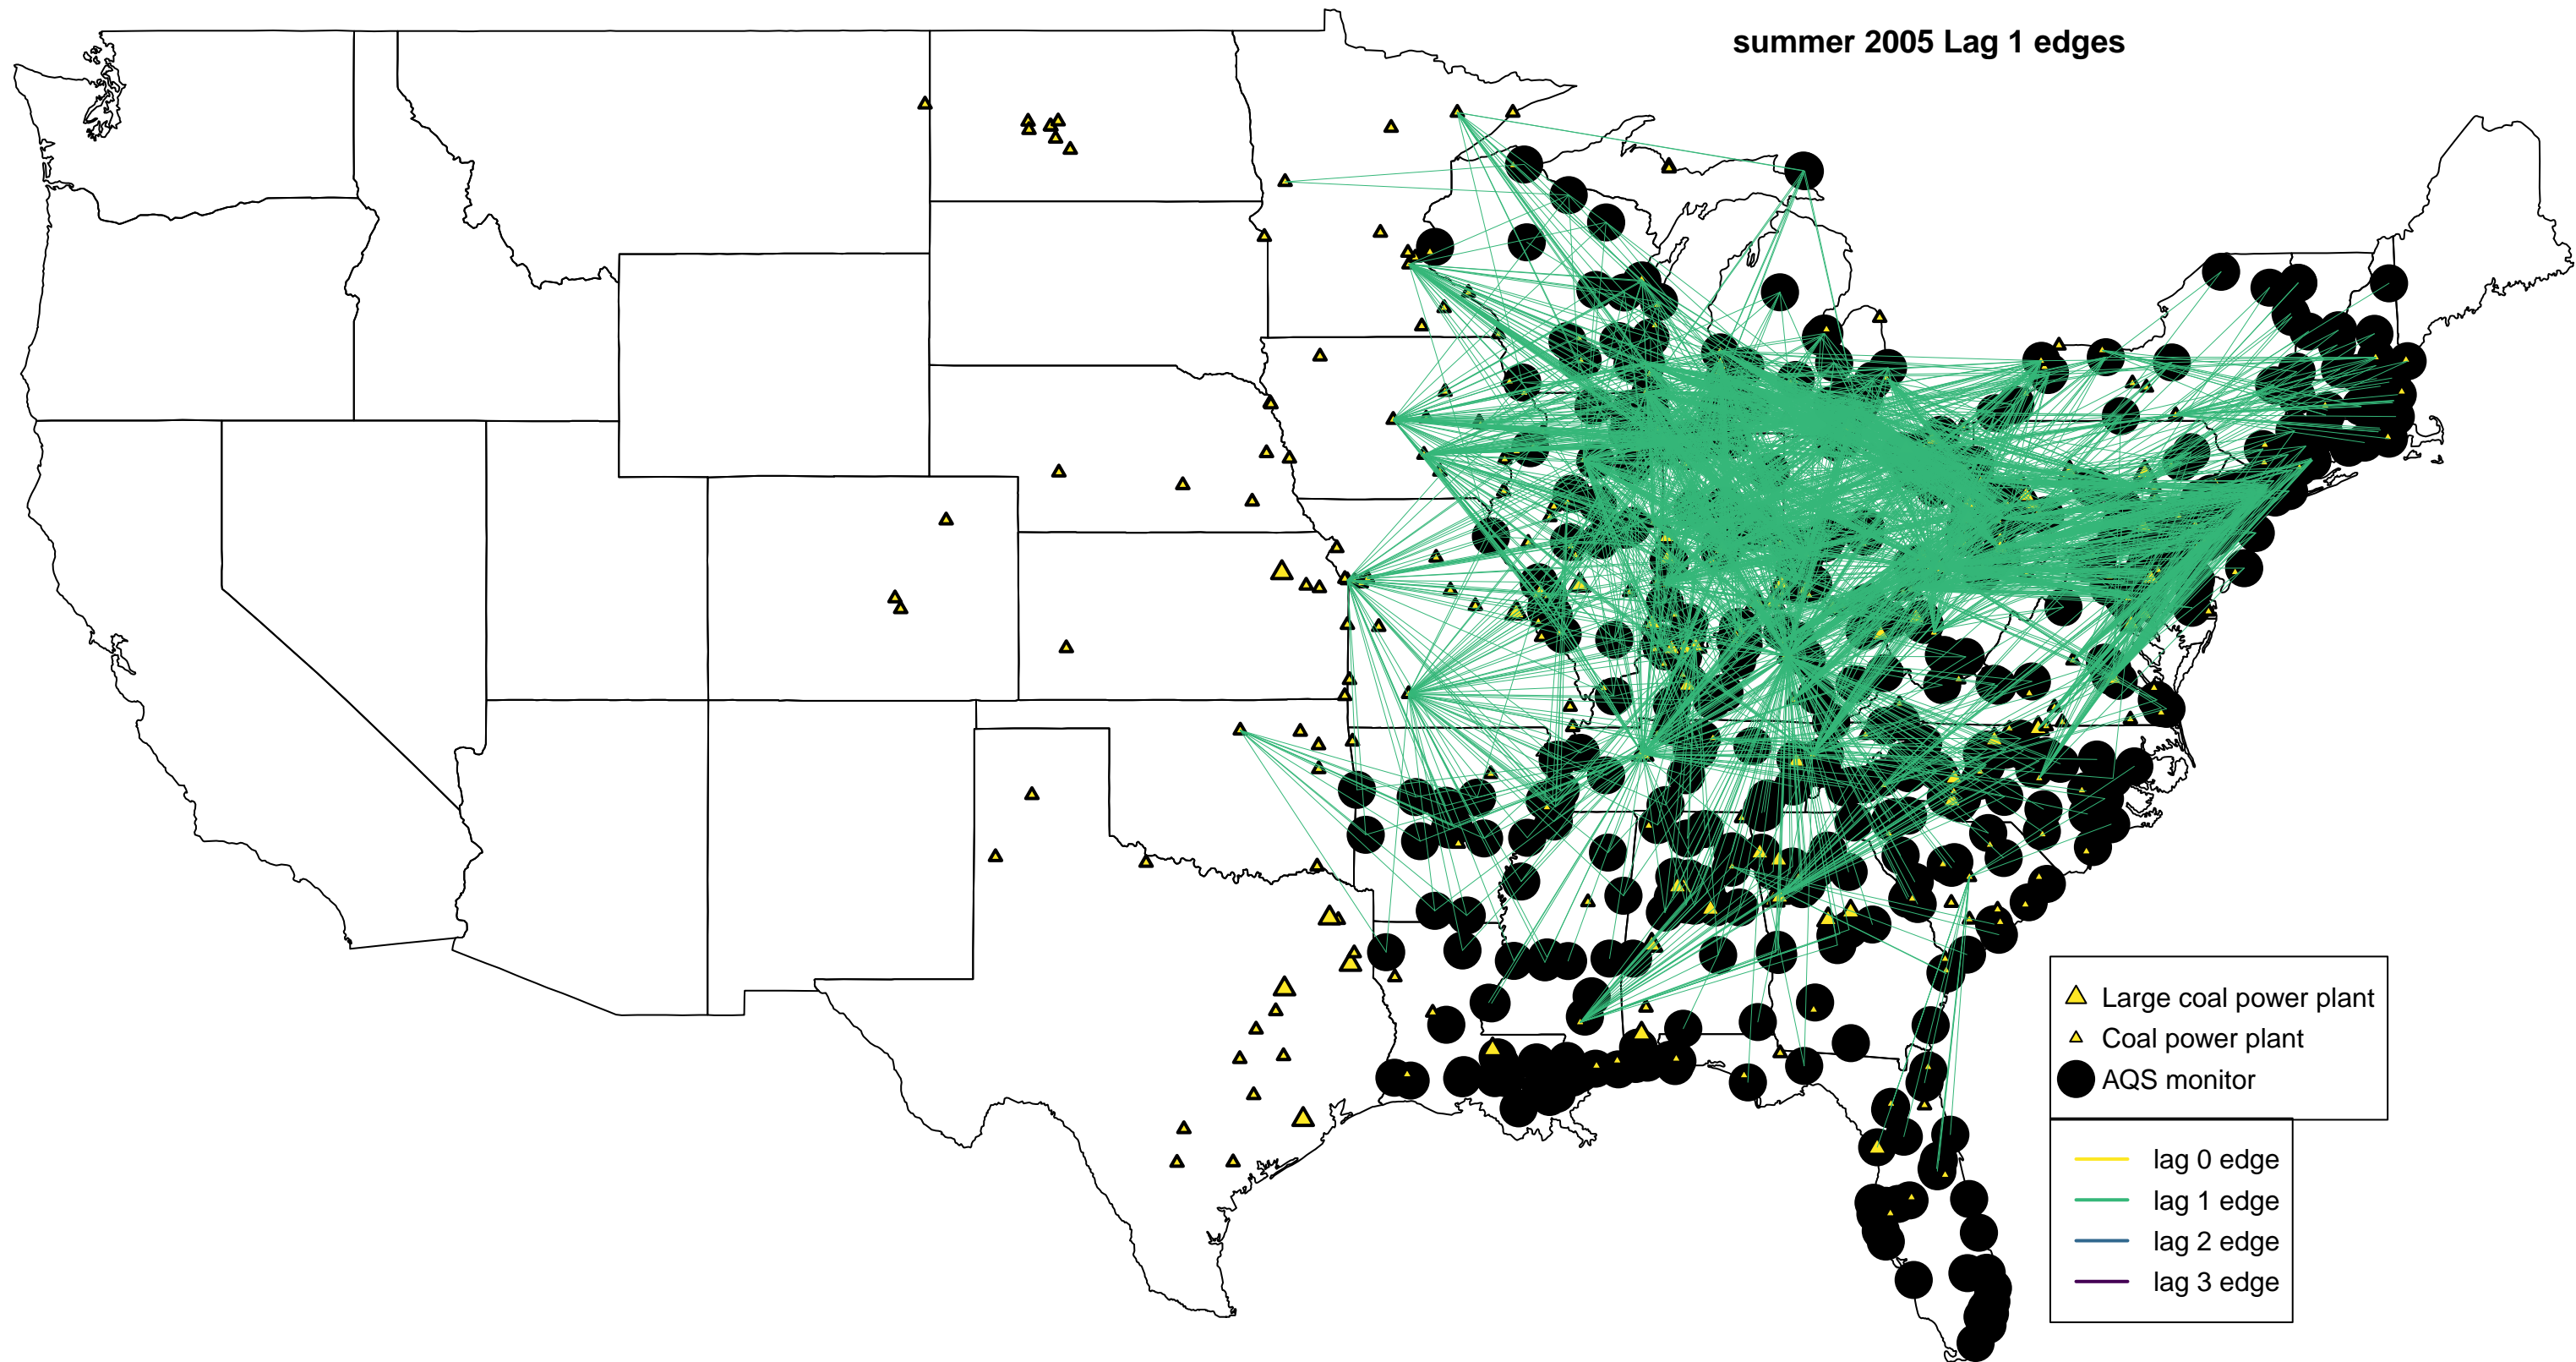 summer 2005 Lag 1 edges
Large coal power plant
Coal power plant
AQS monitor
lag 0 edge
lag 1 edge
lag 2 edge
lag 3 edge